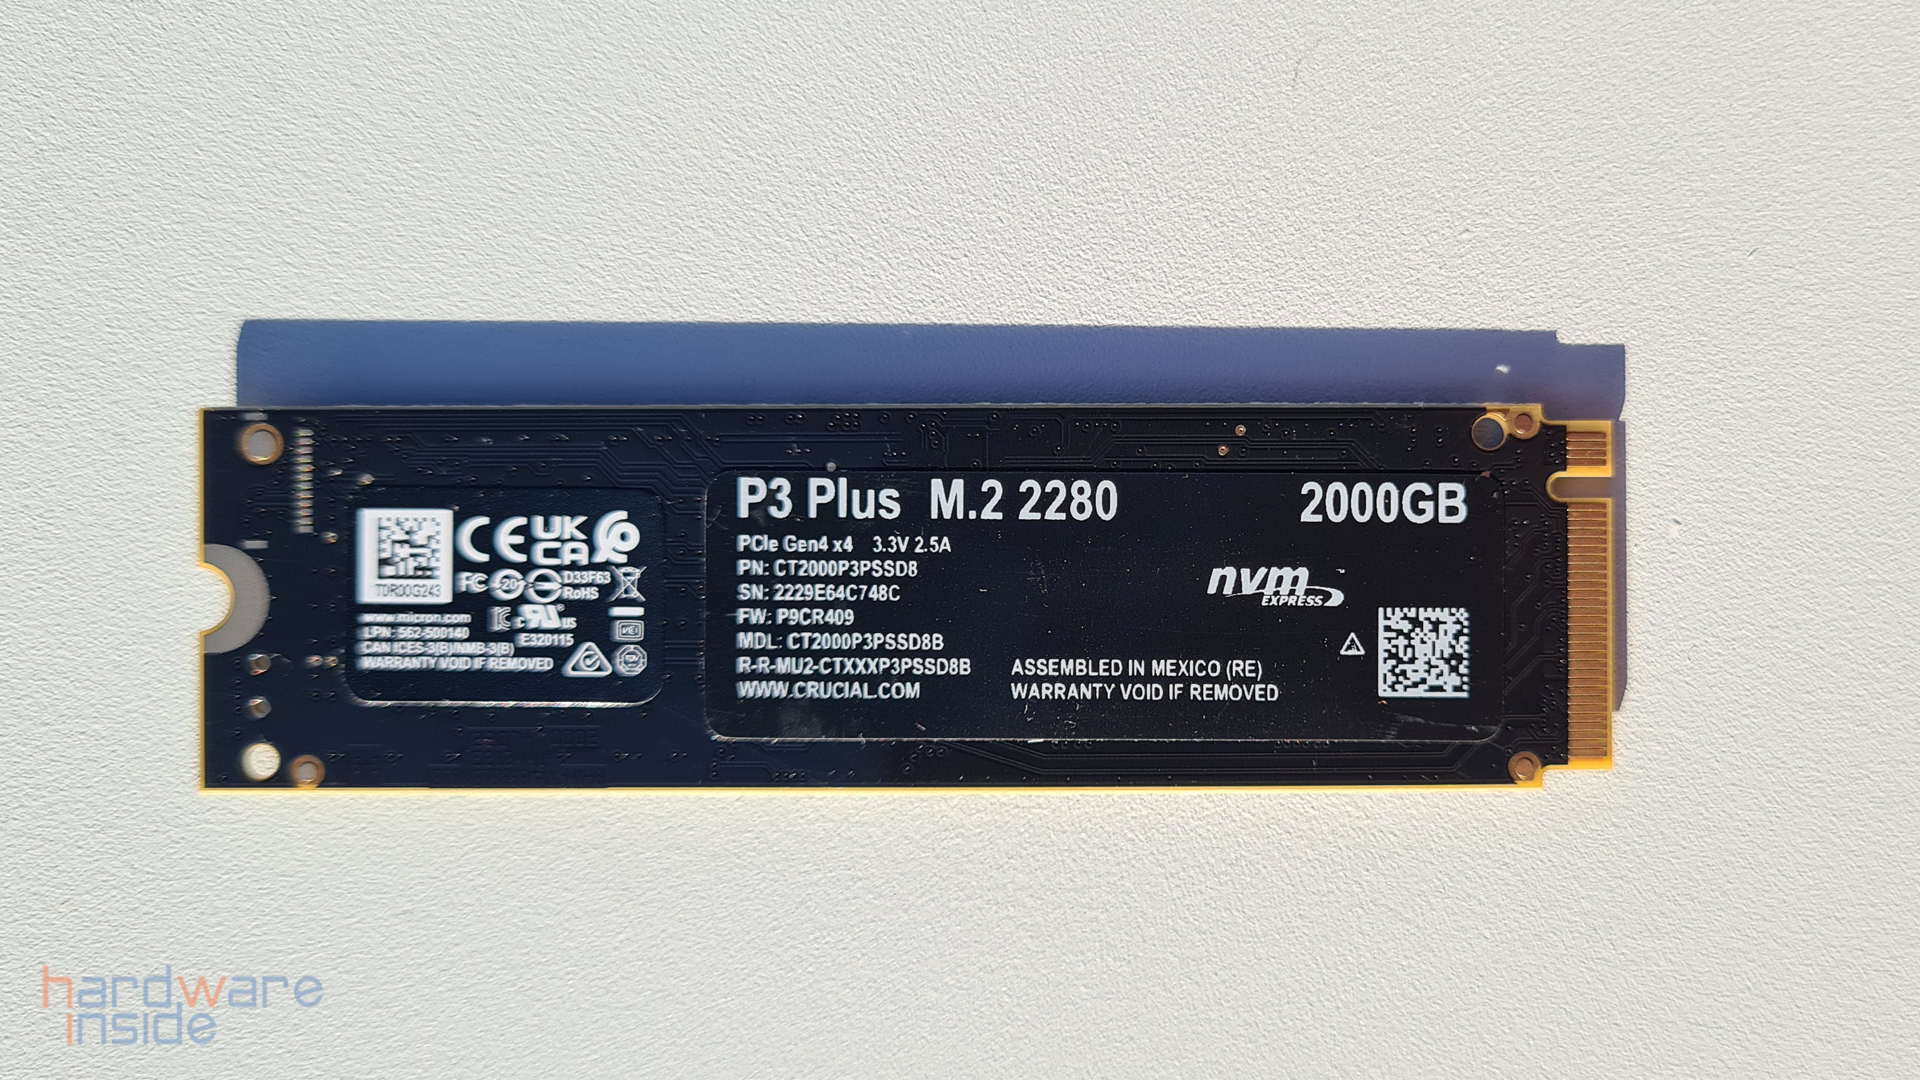 P3 Plus M.2 2280 2000GB
PCIe Gen4 x4 3.3V 2.5A
PN: CT2000P3PSSD8
SN: 2229E64C748C
FW: P9CR409
MDL: CT2000P3PSSD8B
R-R-MU2-CTXXXP3PSSD8B
WWW.CRUCIAL.COM
ASSEMBLED IN MEXICO (RE)
WARRANTY VOID IF REMOVED
nvm
EXPRESS
CE UK
CA
T0R00G243
FC 20 D33F63
RoHS
www.micron.com
c us
LPN: 562-500140
E320115
CAN ICES-3(B)/NMB-3(B)
WARRANTY VOID IF REMOVED
hardware
inside